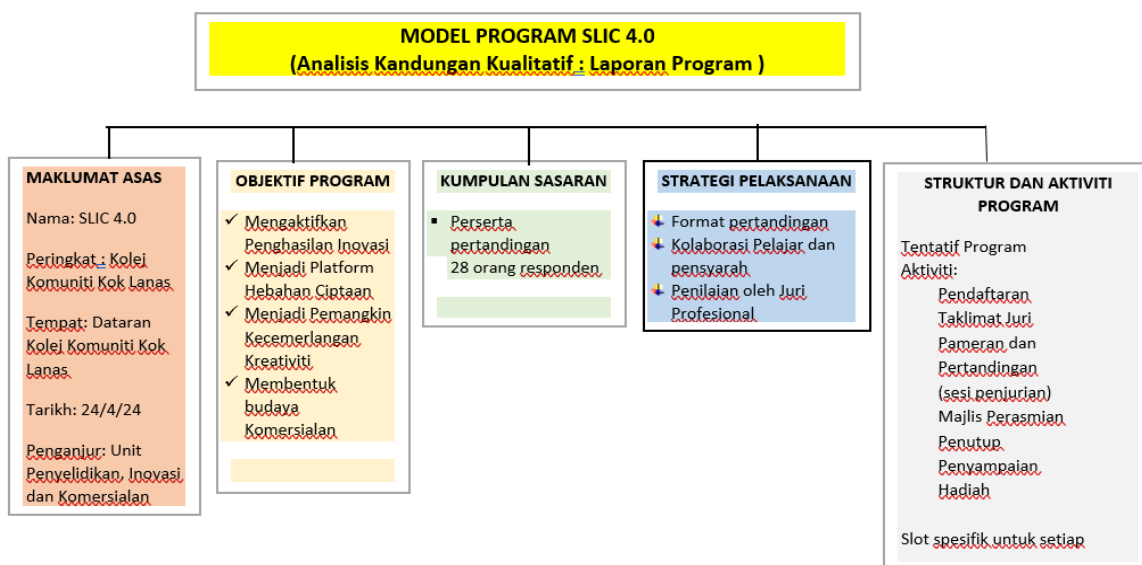 MODEL PROGRAM SLIC 4.0
(Analisis Kandungan Kualitatif : Laporan Program )
MAKLUMAT ASAS
Nama: SLIC 4.0
Peringkat : Kolej
Komuniti Kok Lanas
Tempat: Dataran
Kolej Komuniti Kok
Lanas
Tarikh: 24/4/24
Penganjur: Unit
Penyelidikan, Inovasi
dan Komersialan
OBJEKTIF PROGRAM
✓ Mengaktifkan
Penghasilan Inovasi
✓ Menjadi Platform
Hebahan Ciptaan
✓ Menjadi Pemangkin
Kecemerlangan
Kreativiti
✓ Membentuk
budaya
Komersialan
KUMPULAN SASARAN
▪ Perserta
pertandingan
28 orang responden
STRATEGI PELAKSANAAN
Format pertandingan
Kolaborasi Pelajar dan
pensyarah
Penilaian oleh Juri
Profesional
STRUKTUR DAN AKTIVITI
PROGRAM
Tentatif Program
Aktiviti:
Pendaftaran
Taklimat Juri
Pameran dan
Pertandingan
(sesi penjurian)
Majlis Perasmian
Penutup
Penyampaian
Hadiah
Slot spesifik untuk setiap